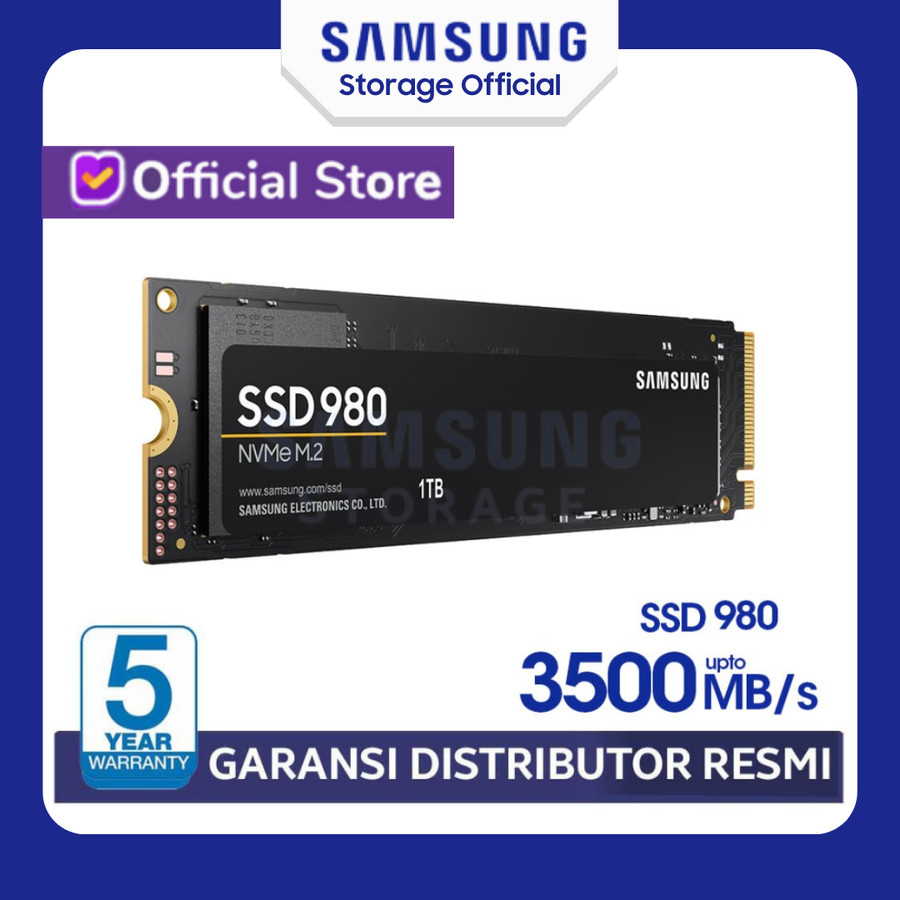 SAMSUNG
Storage Official
Official Store
SAMSUNG
SSD 980
NVMe M.2
www.samsung.com/ssd
SAMSUNG ELECTRONICS CO., LTD.
1TB
SAMSUNG
STORAGE
SSD 980
3500 upto MB/s
5
YEAR
WARRANTY
GARANSI DISTRIBUTOR RESMI